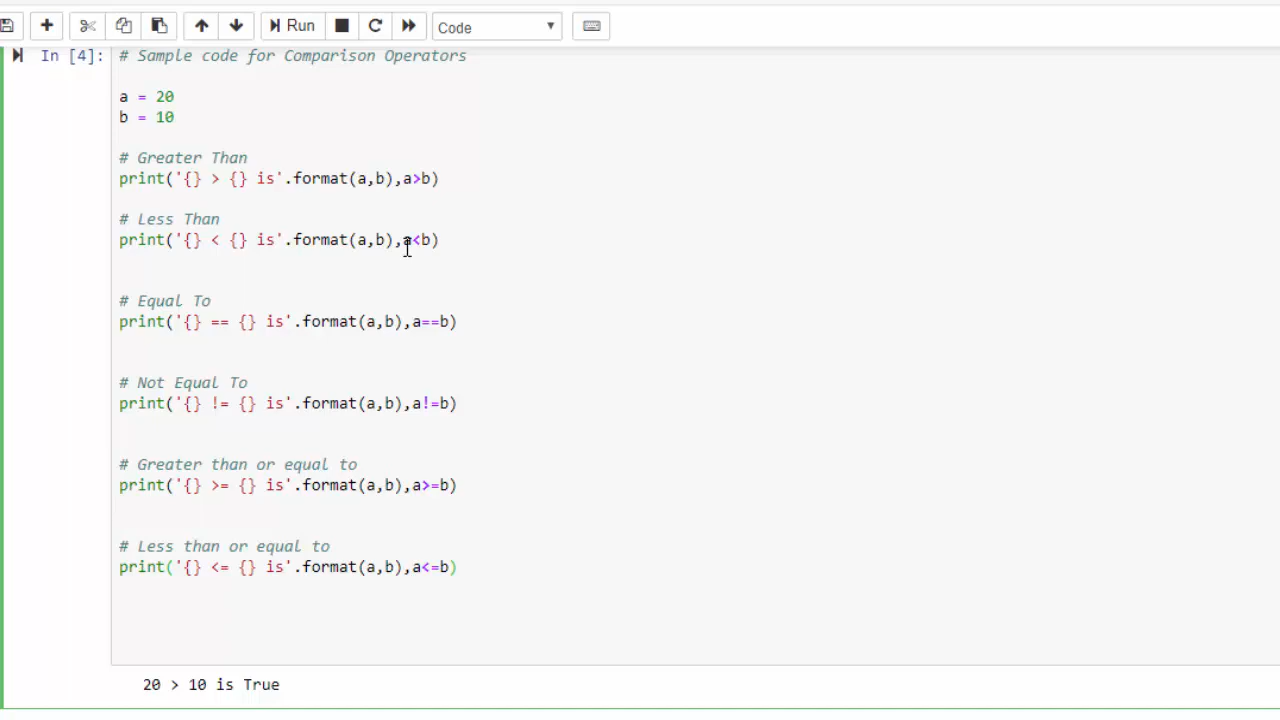 Run
Code
In [4]:
# Sample code for Comparison Operators
a = 20
b = 10
# Greater Than
print('{} > {} is'.format(a,b),a>b)
# Less Than
print('{} < {} is'.format(a,b),a<b)
# Equal To
print('{} == {} is'.format(a,b),a==b)
# Not Equal To
print('{} != {} is'.format(a,b),a!=b)
# Greater than or equal to
print('{} >= {} is'.format(a,b),a>=b)
# Less than or equal to
print('{} <= {} is'.format(a,b),a<=b)
20 > 10 is True